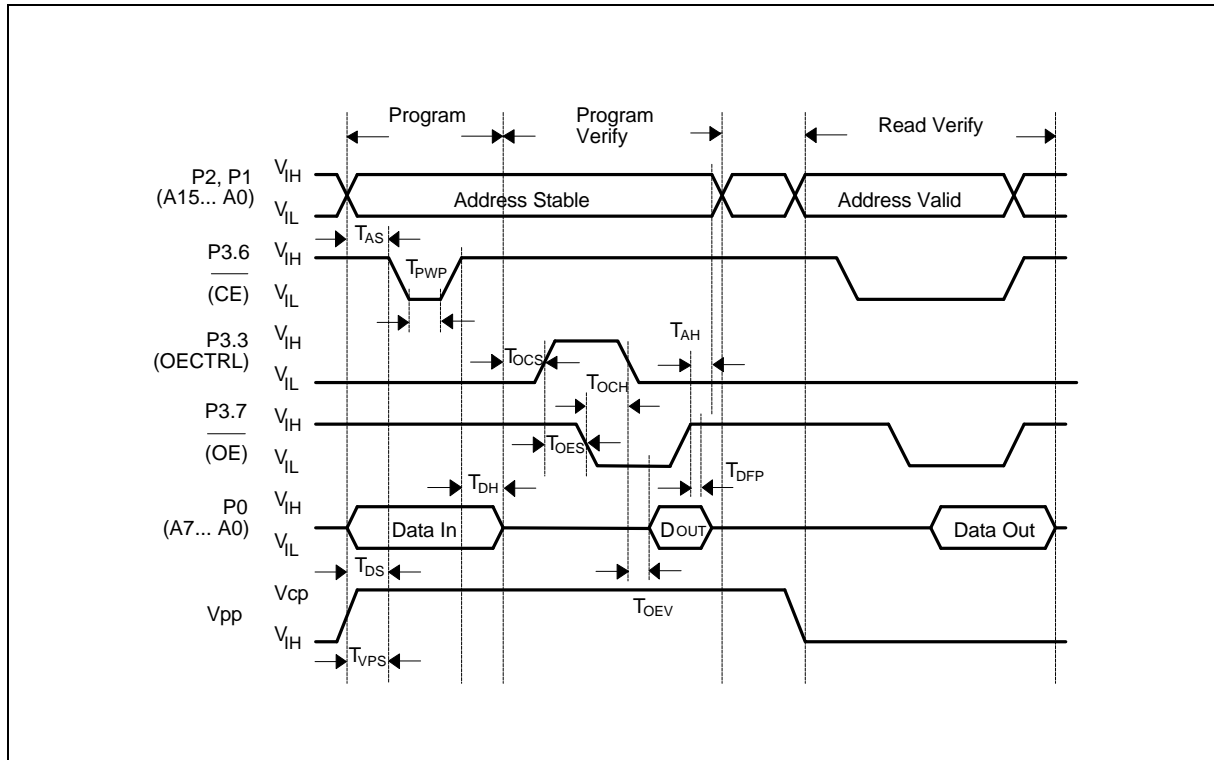 Program
Program
Verify
Read Verify
P2, P1
(A15... A0)
VIH
VIL
Address Stable
Address Valid
TAS
P3.6
(CE)
VIH
VIL
TPWP
P3.3
(OECTRL)
VIH
VIL
TOCS
TAH
TOCH
P3.7
(OE)
VIH
VIL
TOES
TDFP
TDH
P0
(A7... A0)
VIH
VIL
Data In
DOUT
Data Out
TDS
Vpp
Vcp
VIH
TOEV
TVPS